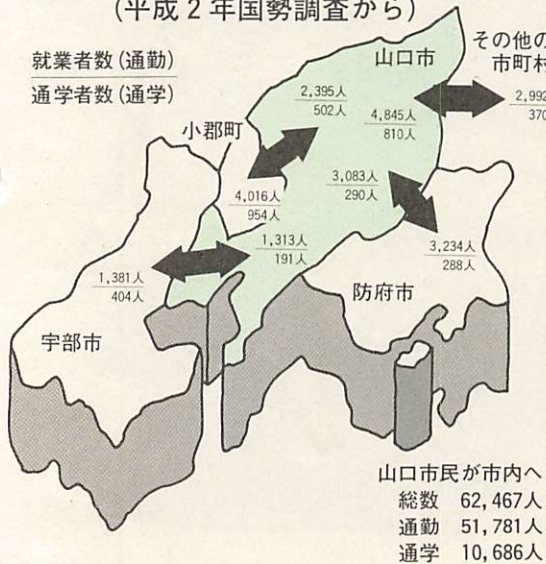 (平成2年国勢調査から)
就業者数(通勤)
通学者数(通学)
山口市
その他の
市町村
2,395人
502人
4,845人
810人
2,992
370
小郡町
4,016人
954人
3,083人
290人
1,313人
191人
3,234人
288人
1,381人
404人
防府市
宇部市
山口市民が市内へ
総数 62,467人
通勤 51,781人
通学 10,686人